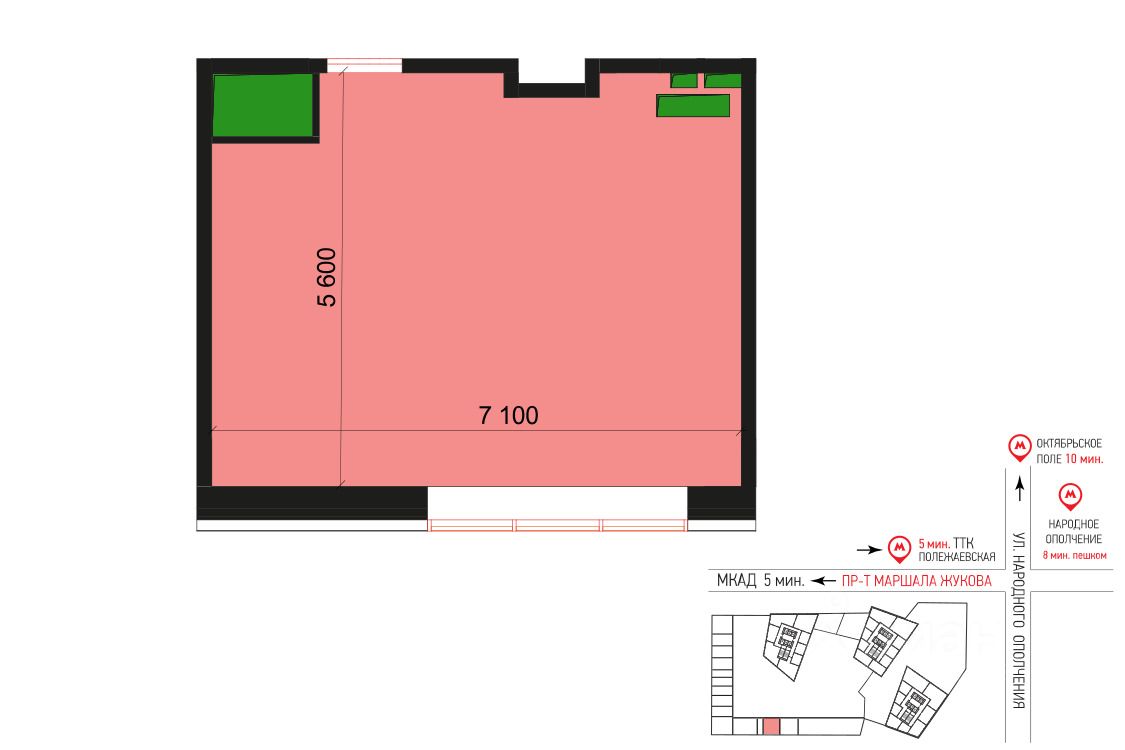 5 600
7 100
М
ОКТЯБРЬСКОЕ
ПОЛЕ 10 мин.
М
НАРОДНОЕ
ОПОЛЧЕНИЕ
8 мин. пешком
М
5 мин. ТТК
ПОЛЕЖАЕВСКАЯ
МКАД 5 мин.
ПР-Т МАРШАЛА ЖУКОВА
УЛ. НАРОДНОГО ОПОЛЧЕНИЯ